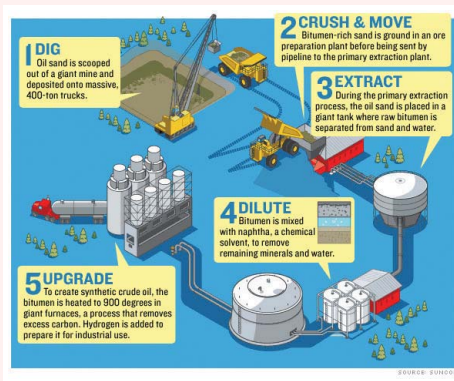 1 DIG
Oil sand is scooped
out of a giant mine and
deposited onto massive,
400-ton trucks.
2 CRUSH & MOVE
Bitumen-rich sand is ground in an ore
preparation plant before being sent by
pipeline to the primary extraction plant.
3 EXTRACT
During the primary extraction
process, the oil sand is placed in a
giant tank where raw bitumen is
separated from sand and water.
4 DILUTE
Bitumen is mixed
with naphtha, a chemical
solvent, to remove
remaining minerals and water.
5 UPGRADE
To create synthetic crude oil, the
bitumen is heated to 900 degrees in
giant furnaces, a process that removes
excess carbon. Hydrogen is added to
prepare it for industrial use.
SOURCE: SUNCO